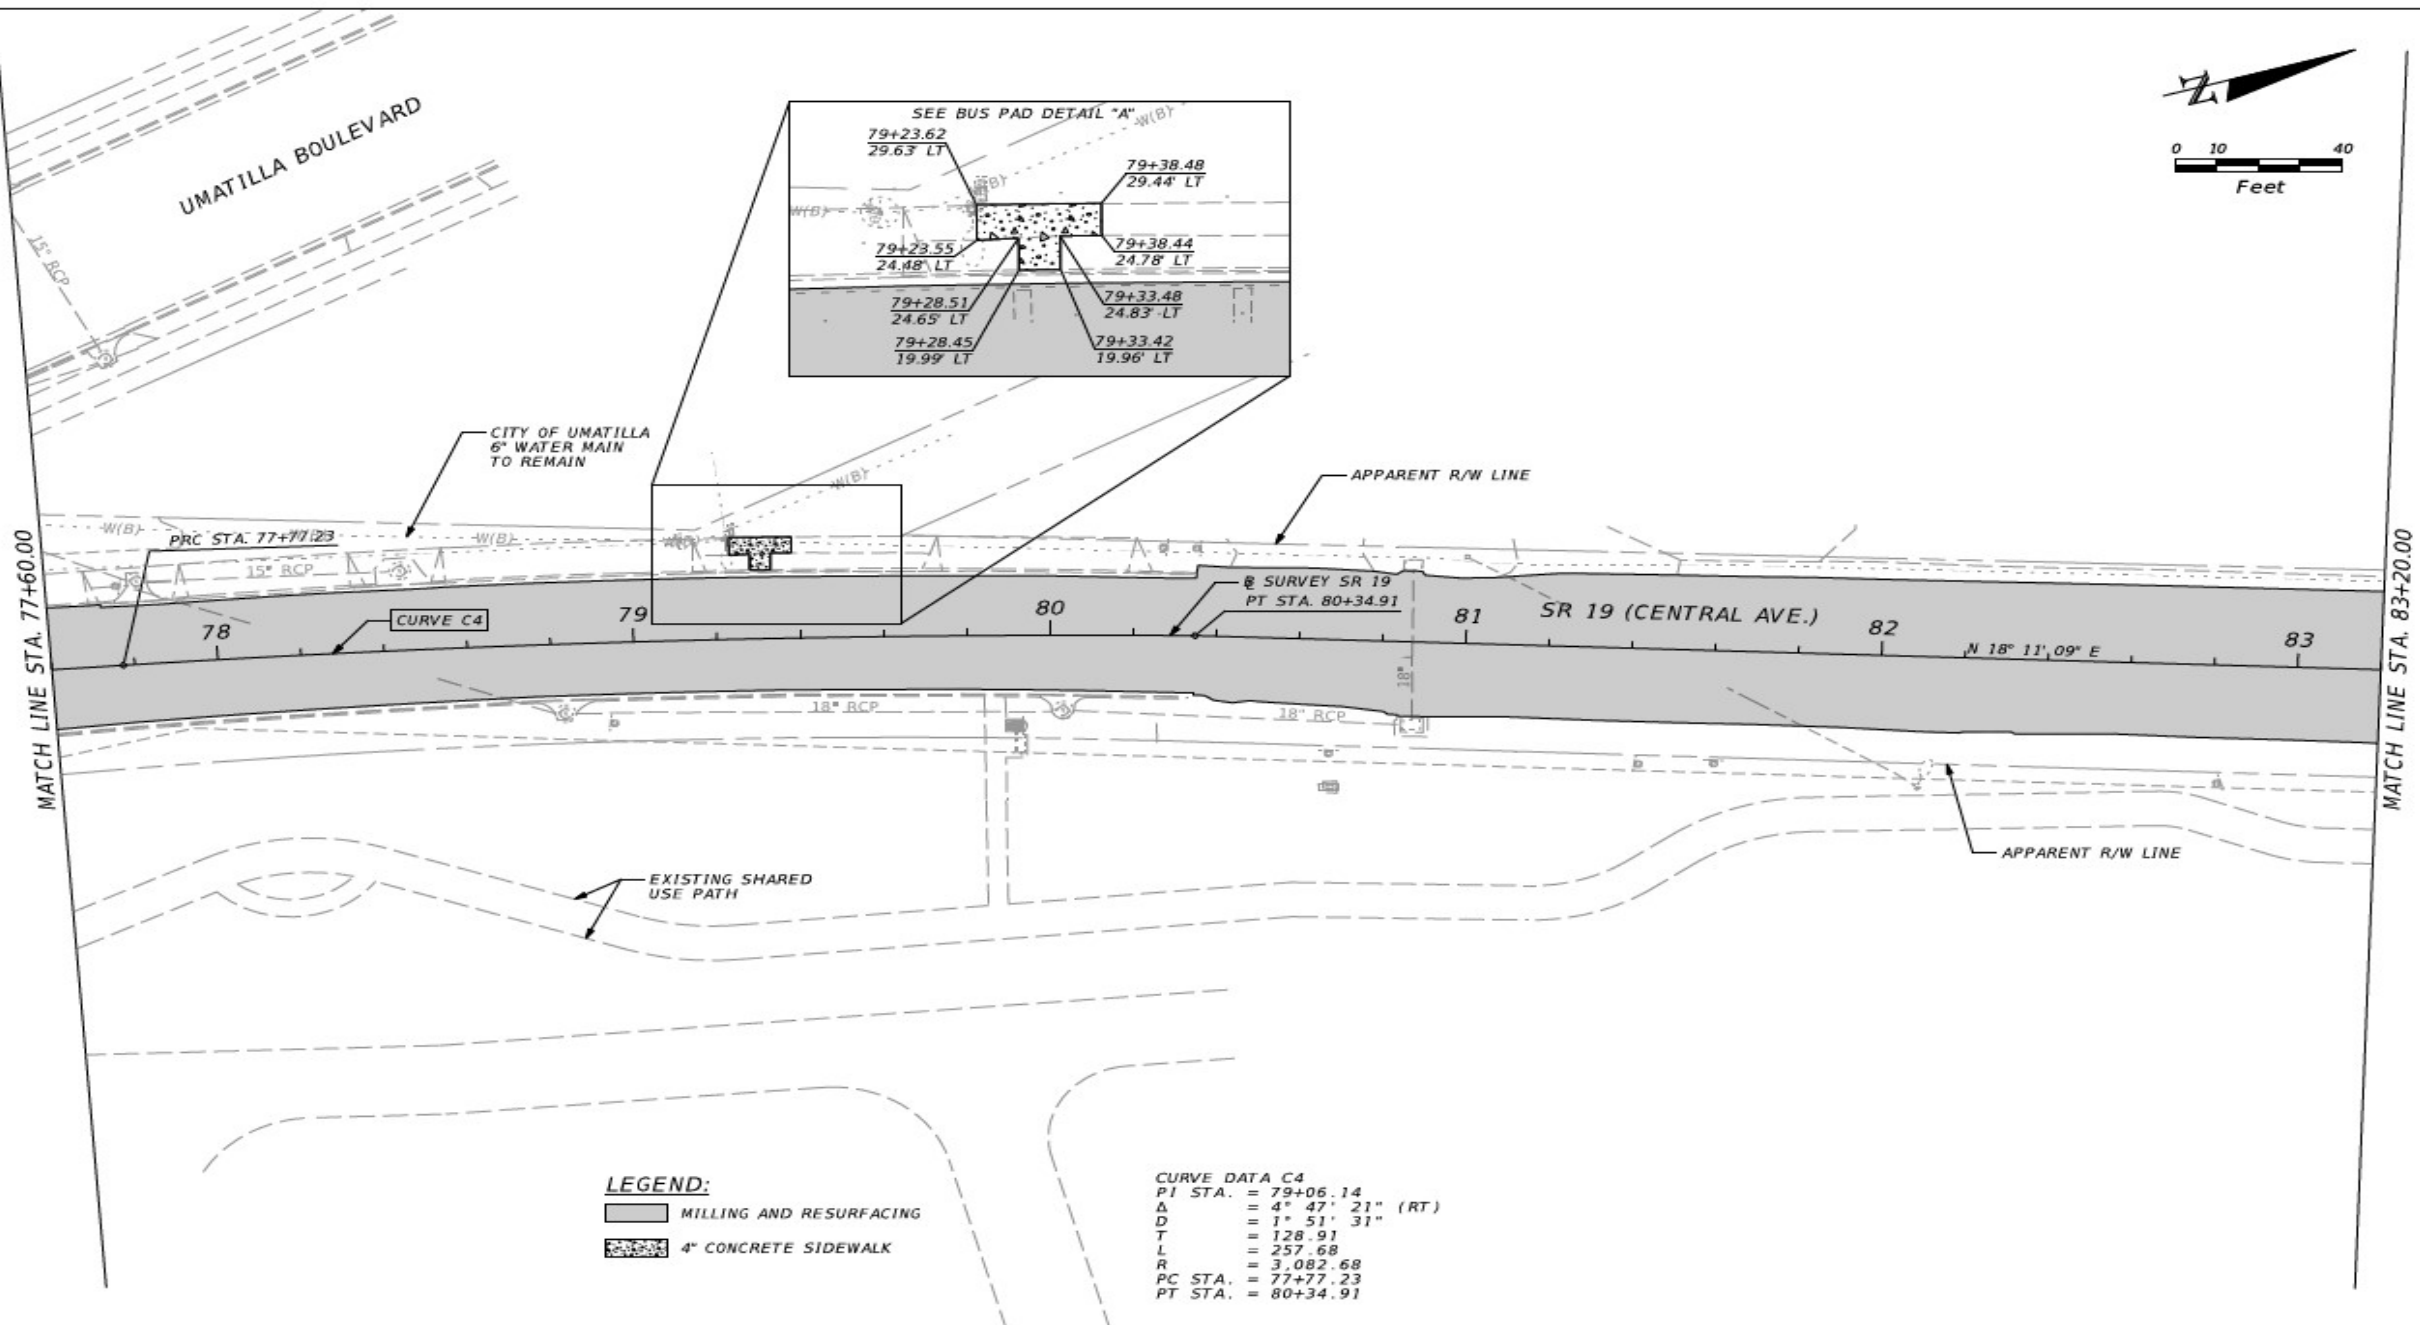 UMATILLA BOULEVARD
15" RCP
SEE BUS PAD DETAIL "A"
W(B)
79+23.62
29.63' LT
79+38.48
29.44' LT
W(B)
79+23.55
24.48' LT
79+38.44
24.78' LT
79+28.51
24.65' LT
79+33.48
24.83' LT
79+28.45
19.99' LT
79+33.42
19.96' LT
0 10 40
Feet
CITY OF UMATILLA
6" WATER MAIN
TO REMAIN
W(B)
APPARENT R/W LINE
W(B)
W(B)
W(B)
PRC STA. 77+77.23
15" RCP
MATCH LINE STA. 77+60.00
MATCH LINE STA. 83+20.00
SURVEY SR 19
PT STA. 80+34.91
CURVE C4
78
79
80
81
SR 19 (CENTRAL AVE.)
82
83
N 18° 11' 09" E
18"
18" RCP
18" RCP
APPARENT R/W LINE
EXISTING SHARED
USE PATH
LEGEND:
MILLING AND RESURFACING
4" CONCRETE SIDEWALK
CURVE DATA C4
PI STA. = 79+06.14
Δ = 4° 47' 21" (RT)
D = 1° 51' 31"
T = 128.91
L = 257.68
R = 3,082.68
PC STA. = 77+77.23
PT STA. = 80+34.91